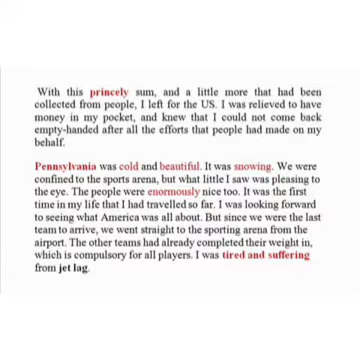 With this princely sum, and a little more that had been
collected from people, I left for the US. I was relieved to have
money in my pocket, and knew that I could not come back
empty-handed after all the efforts that people had made on my
behalf.
Pennsylvania was cold and beautiful. It was snowing. We were
confined to the sports arena, but what little I saw was pleasing to
the eye. The people were enormously nice too. It was the first
time in my life that I had travelled so far. I was looking forward
to seeing what America was all about. But since we were the last
team to arrive, we went straight to the sporting arena from the
airport. The other teams had already completed their weight in,
which is compulsory for all players. I was tired and suffering
from jet lag.